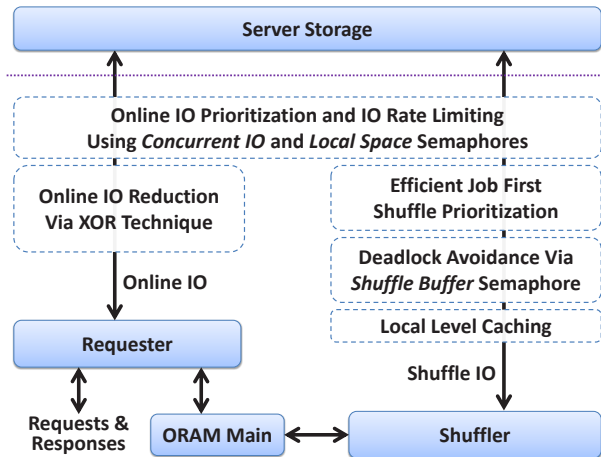 Server Storage
Online IO Prioritization and IO Rate Limiting
Using Concurrent IO and Local Space Semaphores
Online IO Reduction
Via XOR Technique
Efficient Job First
Shuffle Prioritization
Deadlock Avoidance Via
Shuffle Buffer Semaphore
Online IO
Local Level Caching
Requester
Shuffle IO
Requests &
Responses
ORAM Main
Shuffler